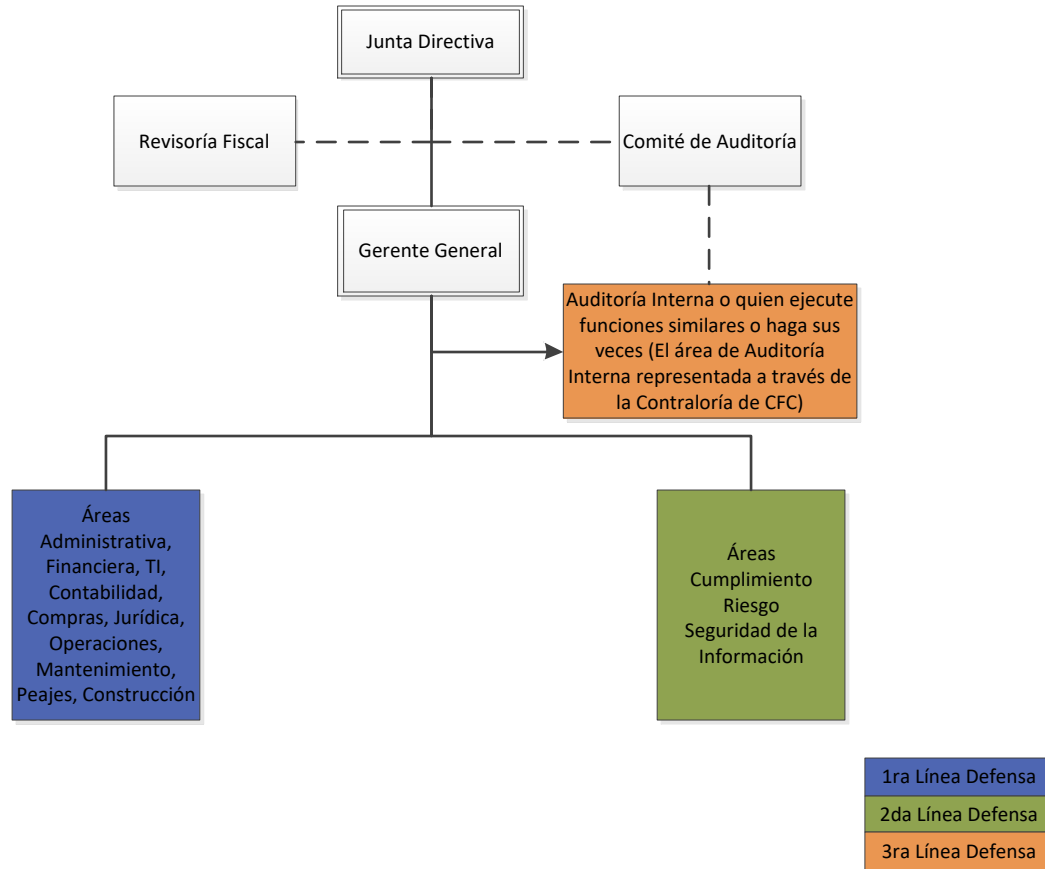 Junta Directiva
Revisoría Fiscal
Comité de Auditoría
Gerente General
Auditoría Interna o quien ejecute
funciones similares o haga sus
veces (El área de Auditoría
Interna representada a través de
la Contraloría de CFC)
Áreas
Administrativa,
Financiera, TI,
Contabilidad,
Compras, Jurídica,
Operaciones,
Mantenimiento,
Peajes, Construcción
Áreas
Cumplimiento
Riesgo
Seguridad de la
Información
1ra Línea Defensa
2da Línea Defensa
3ra Línea Defensa